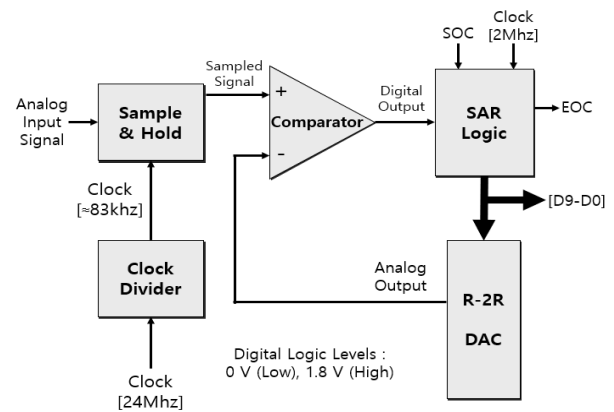 SOC
Clock
[2Mhz]
Sampled
Signal
Analog
Input
Signal
Sample
& Hold
+
Comparator
-
Digital
Output
SAR
Logic
EOC
Clock
[≈83khz]
[D9-D0]
Clock
Divider
Analog
Output
R-2R
DAC
Digital Logic Levels :
0 V (Low), 1.8 V (High)
Clock
[24Mhz]